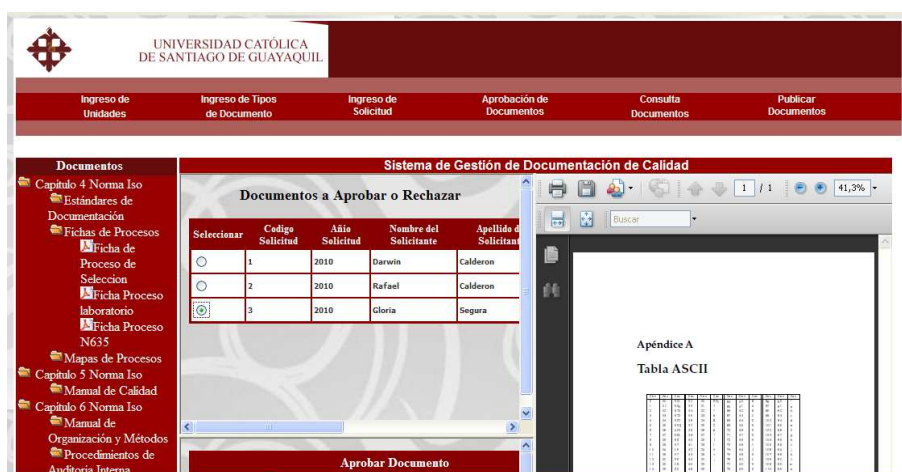 UNIVERSIDAD CATÓLICA
DE SANTIAGO DE GUAYAQUIL
Ingreso de
Unidades
Ingreso de Tipos
de Documento
Ingreso de
Solicitud
Aprobación de
Documentos
Consulta
Documentos
Publicar
Documentos
Documentos
Capitulo 4 Norma Iso
Estándares de
Documentación
Fichas de Procesos
Ficha de
Proceso de
Seleccion
Ficha Proceso
laboratorio
Ficha Proceso
N635
Mapas de Procesos
Capitulo 5 Norma Iso
Manual de Calidad
Capitulo 6 Norma Iso
Manual de
Organización y Métodos
Procedimientos de
Auditoria Interna
Sistema de Gestión de Documentación de Calidad
Documentos a Aprobar o Rechazar
Seleccionar Codigo Solicitud Año Solicitud Nombre del Solicitante Apellido d Solicitant
1 2010 Darwin Calderon
2 2010 Rafael Calderon
3 2010 Gloria Segura
Aprobar Documento
1 / 1 41,3%
Buscar
Apéndice A
Tabla ASCII